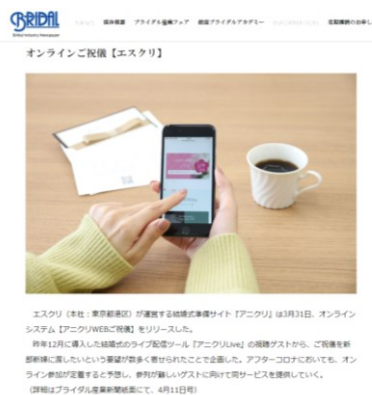 BRIDAL
Bridal Industry Newspaper
媒体概要
ブライダル産業フェア
銀座ブライダルアカデミー
オンラインご祝儀【エスクリ】
エスクリ（本社：東京都港区）が運営する結婚式準備サイト『アニクリ』は3月31日、オンライン
システム【アニクリWEBご祝儀】をリリースした。
昨年12月に導入した結婚式のライブ配信ツール『アニクリLive』の視聴ゲストから、ご祝儀を新
郎新婦に渡したいという要望が数多く寄せられたことで企画した。アフターコロナにおいても、オン
ライン参加が定着すると予想し、参列が難しいゲストに向けて同サービスを提供していく。
（詳細はブライダル産業新聞紙面にて、4月11日号）